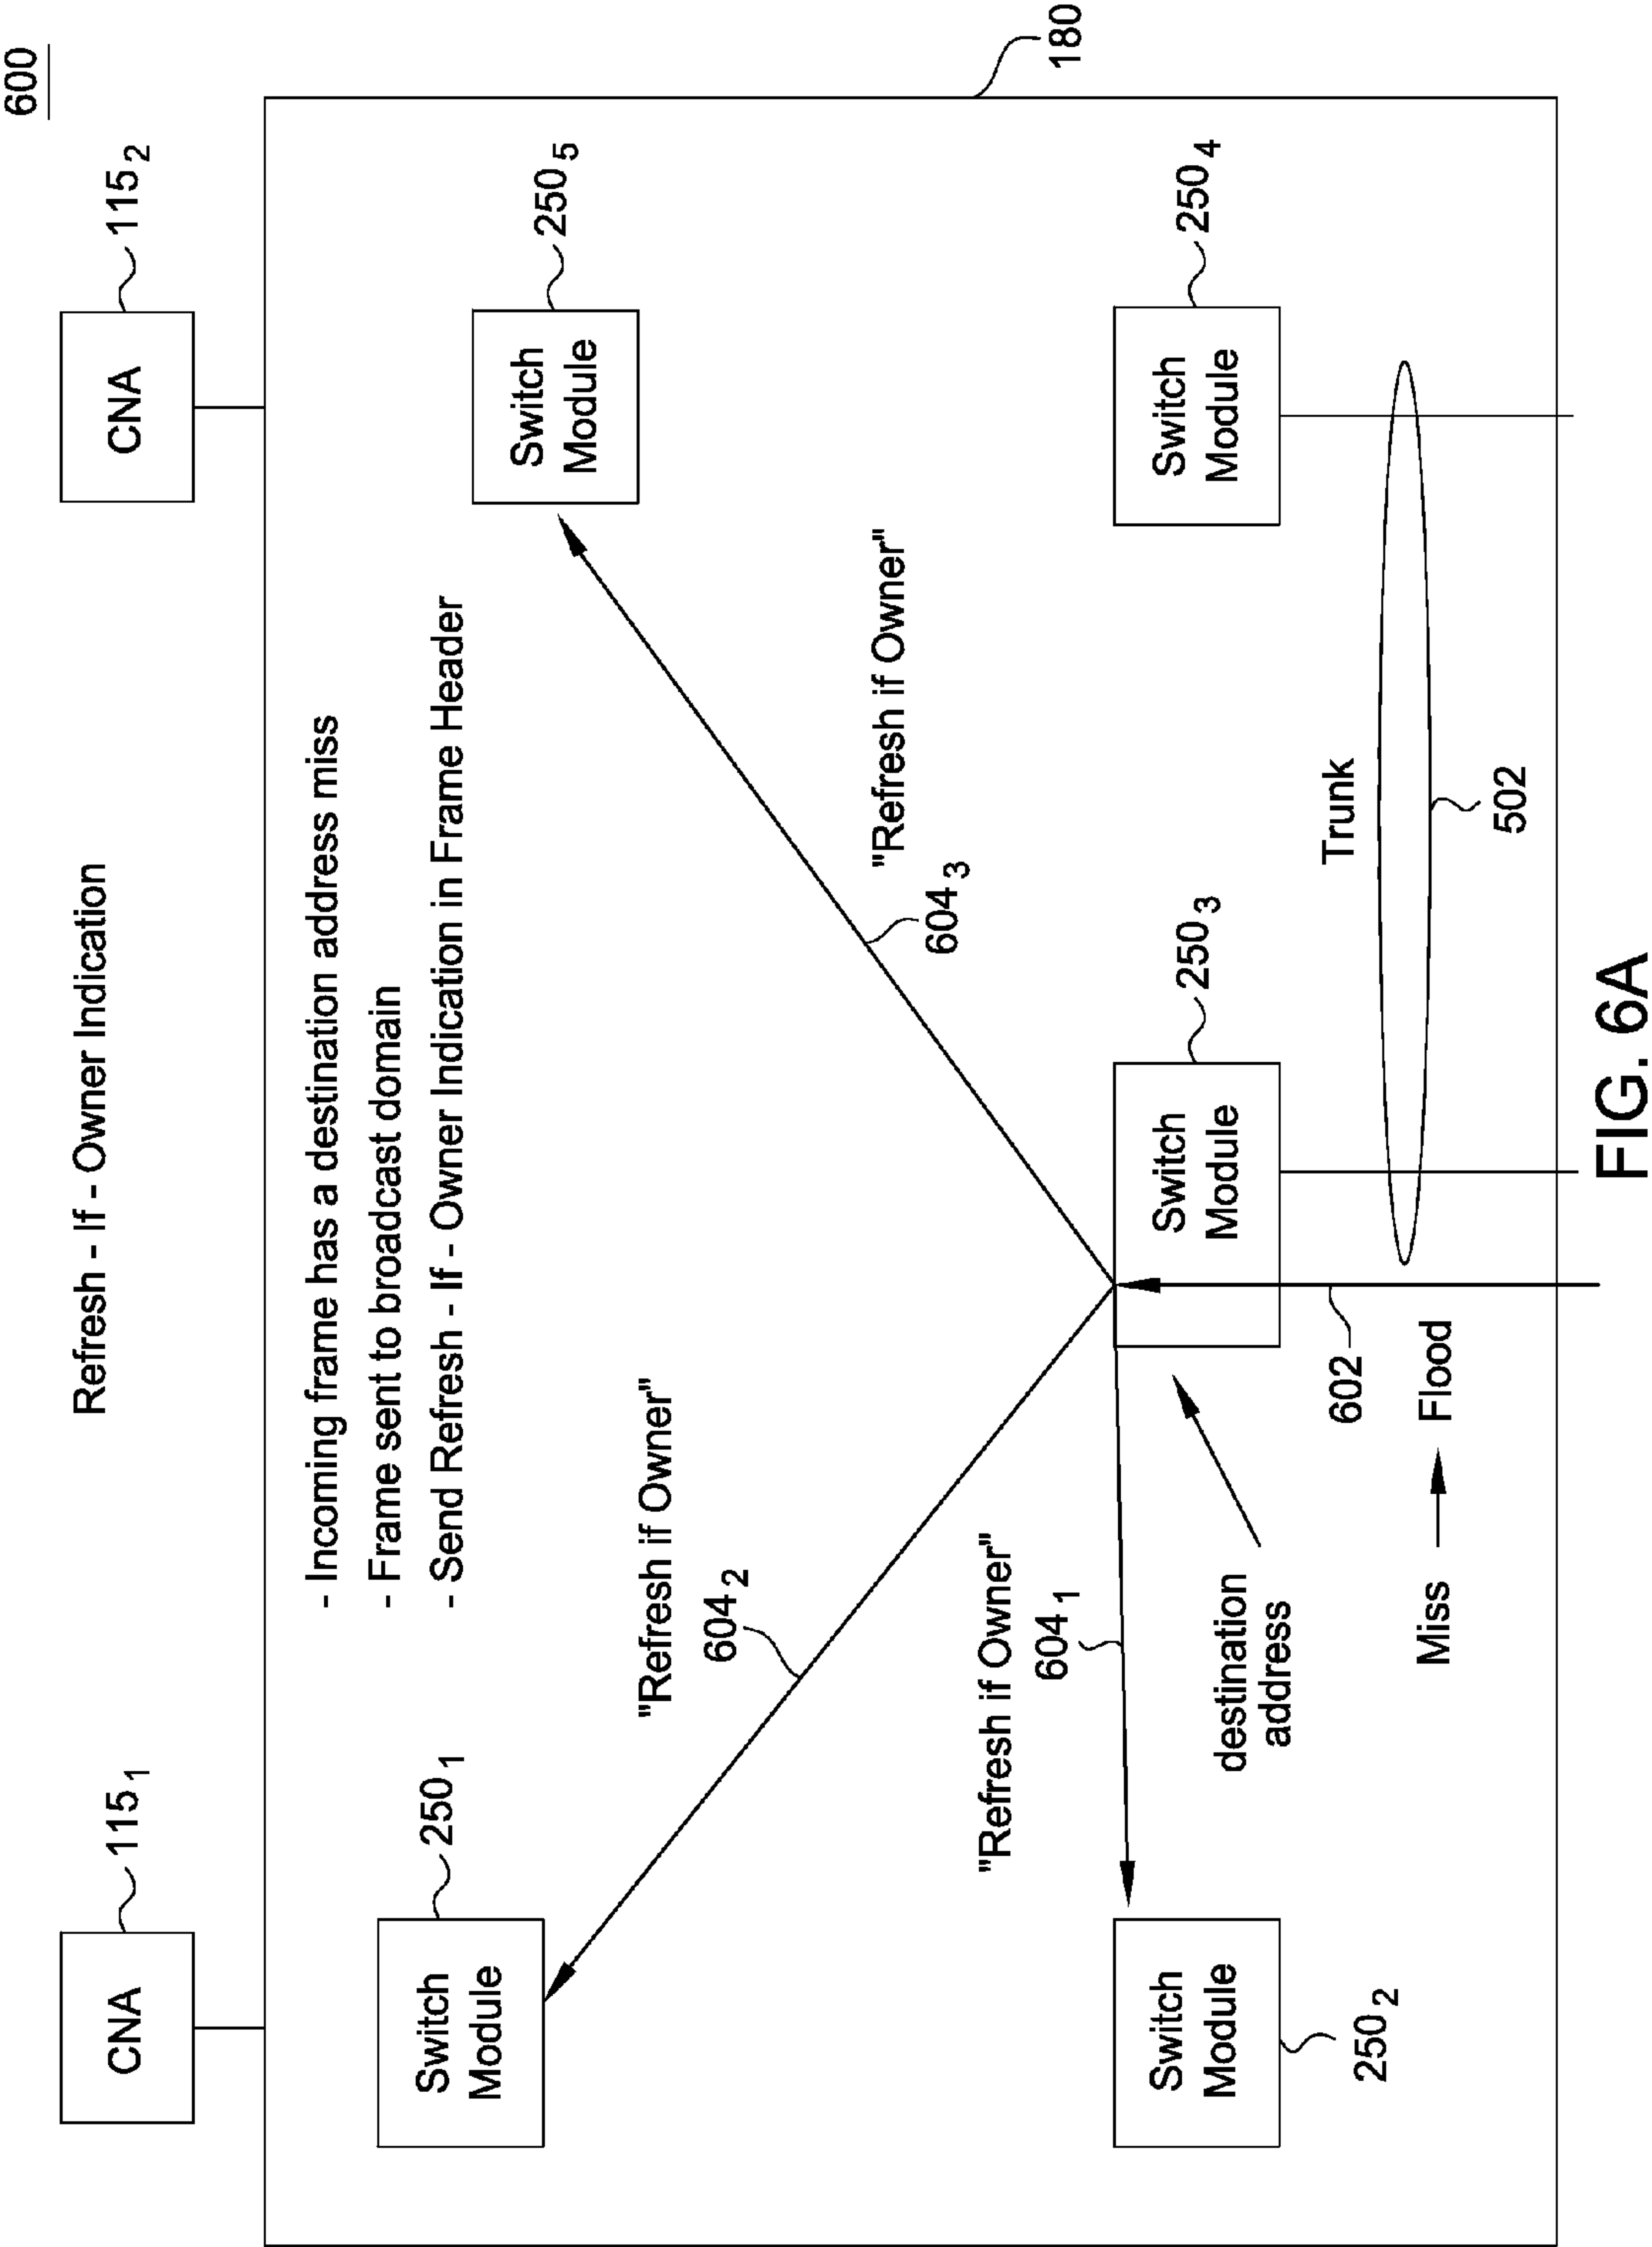 600
Refresh - If - Owner Indication
CNA
115₁
CNA
115₂
180
- Incoming frame has a destination address miss
- Frame sent to broadcast domain
- Send Refresh - If - Owner Indication in Frame Header
Switch
Module
250₁
Switch
Module
250₅
"Refresh if Owner"
604₂
"Refresh if Owner"
604₃
"Refresh if Owner"
604₁
Switch
Module
250₂
Switch
Module
250₃
Switch
Module
250₄
destination
address
Trunk
602
Miss
Flood
502
FIG. 6A